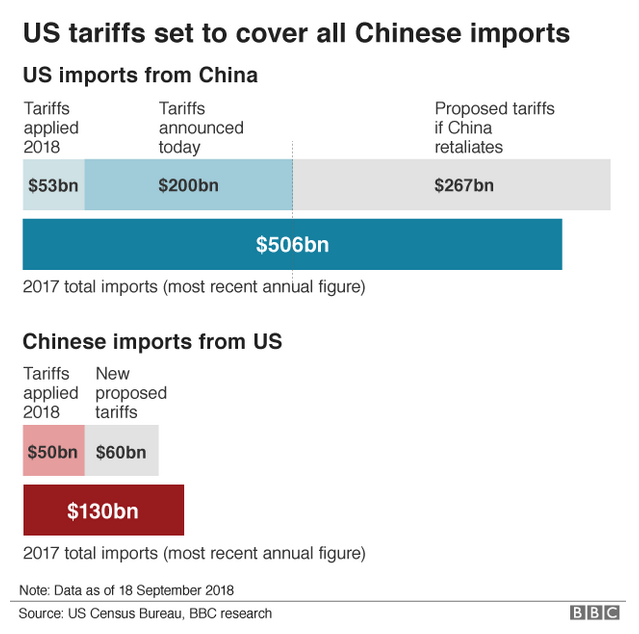 US tariffs set to cover all Chinese imports
US imports from China
Tariffs applied 2018
Tariffs announced today
Proposed tariffs if China retaliates
$53bn
$200bn
$267bn
$506bn
2017 total imports (most recent annual figure)
Chinese imports from US
Tariffs applied 2018
New proposed tariffs
$50bn
$60bn
$130bn
2017 total imports (most recent annual figure)
Note: Data as of 18 September 2018
Source: US Census Bureau, BBC research
BBC